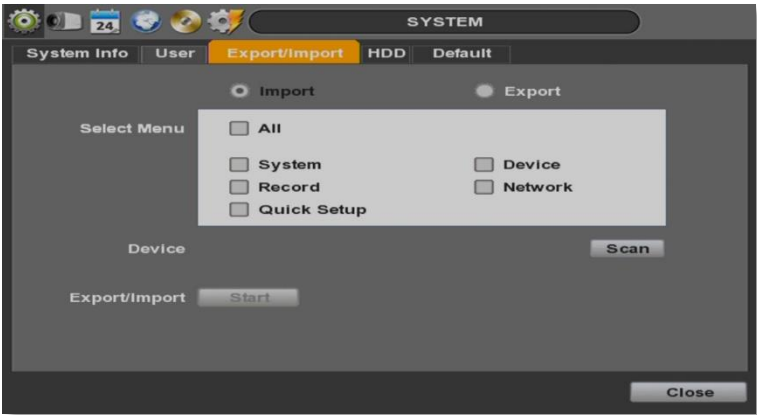 24
SYSTEM
System Info User Export/Import HDD Default
Import Export
Select Menu All
System Device
Record Network
Quick Setup
Device Scan
Export/Import Start
Close